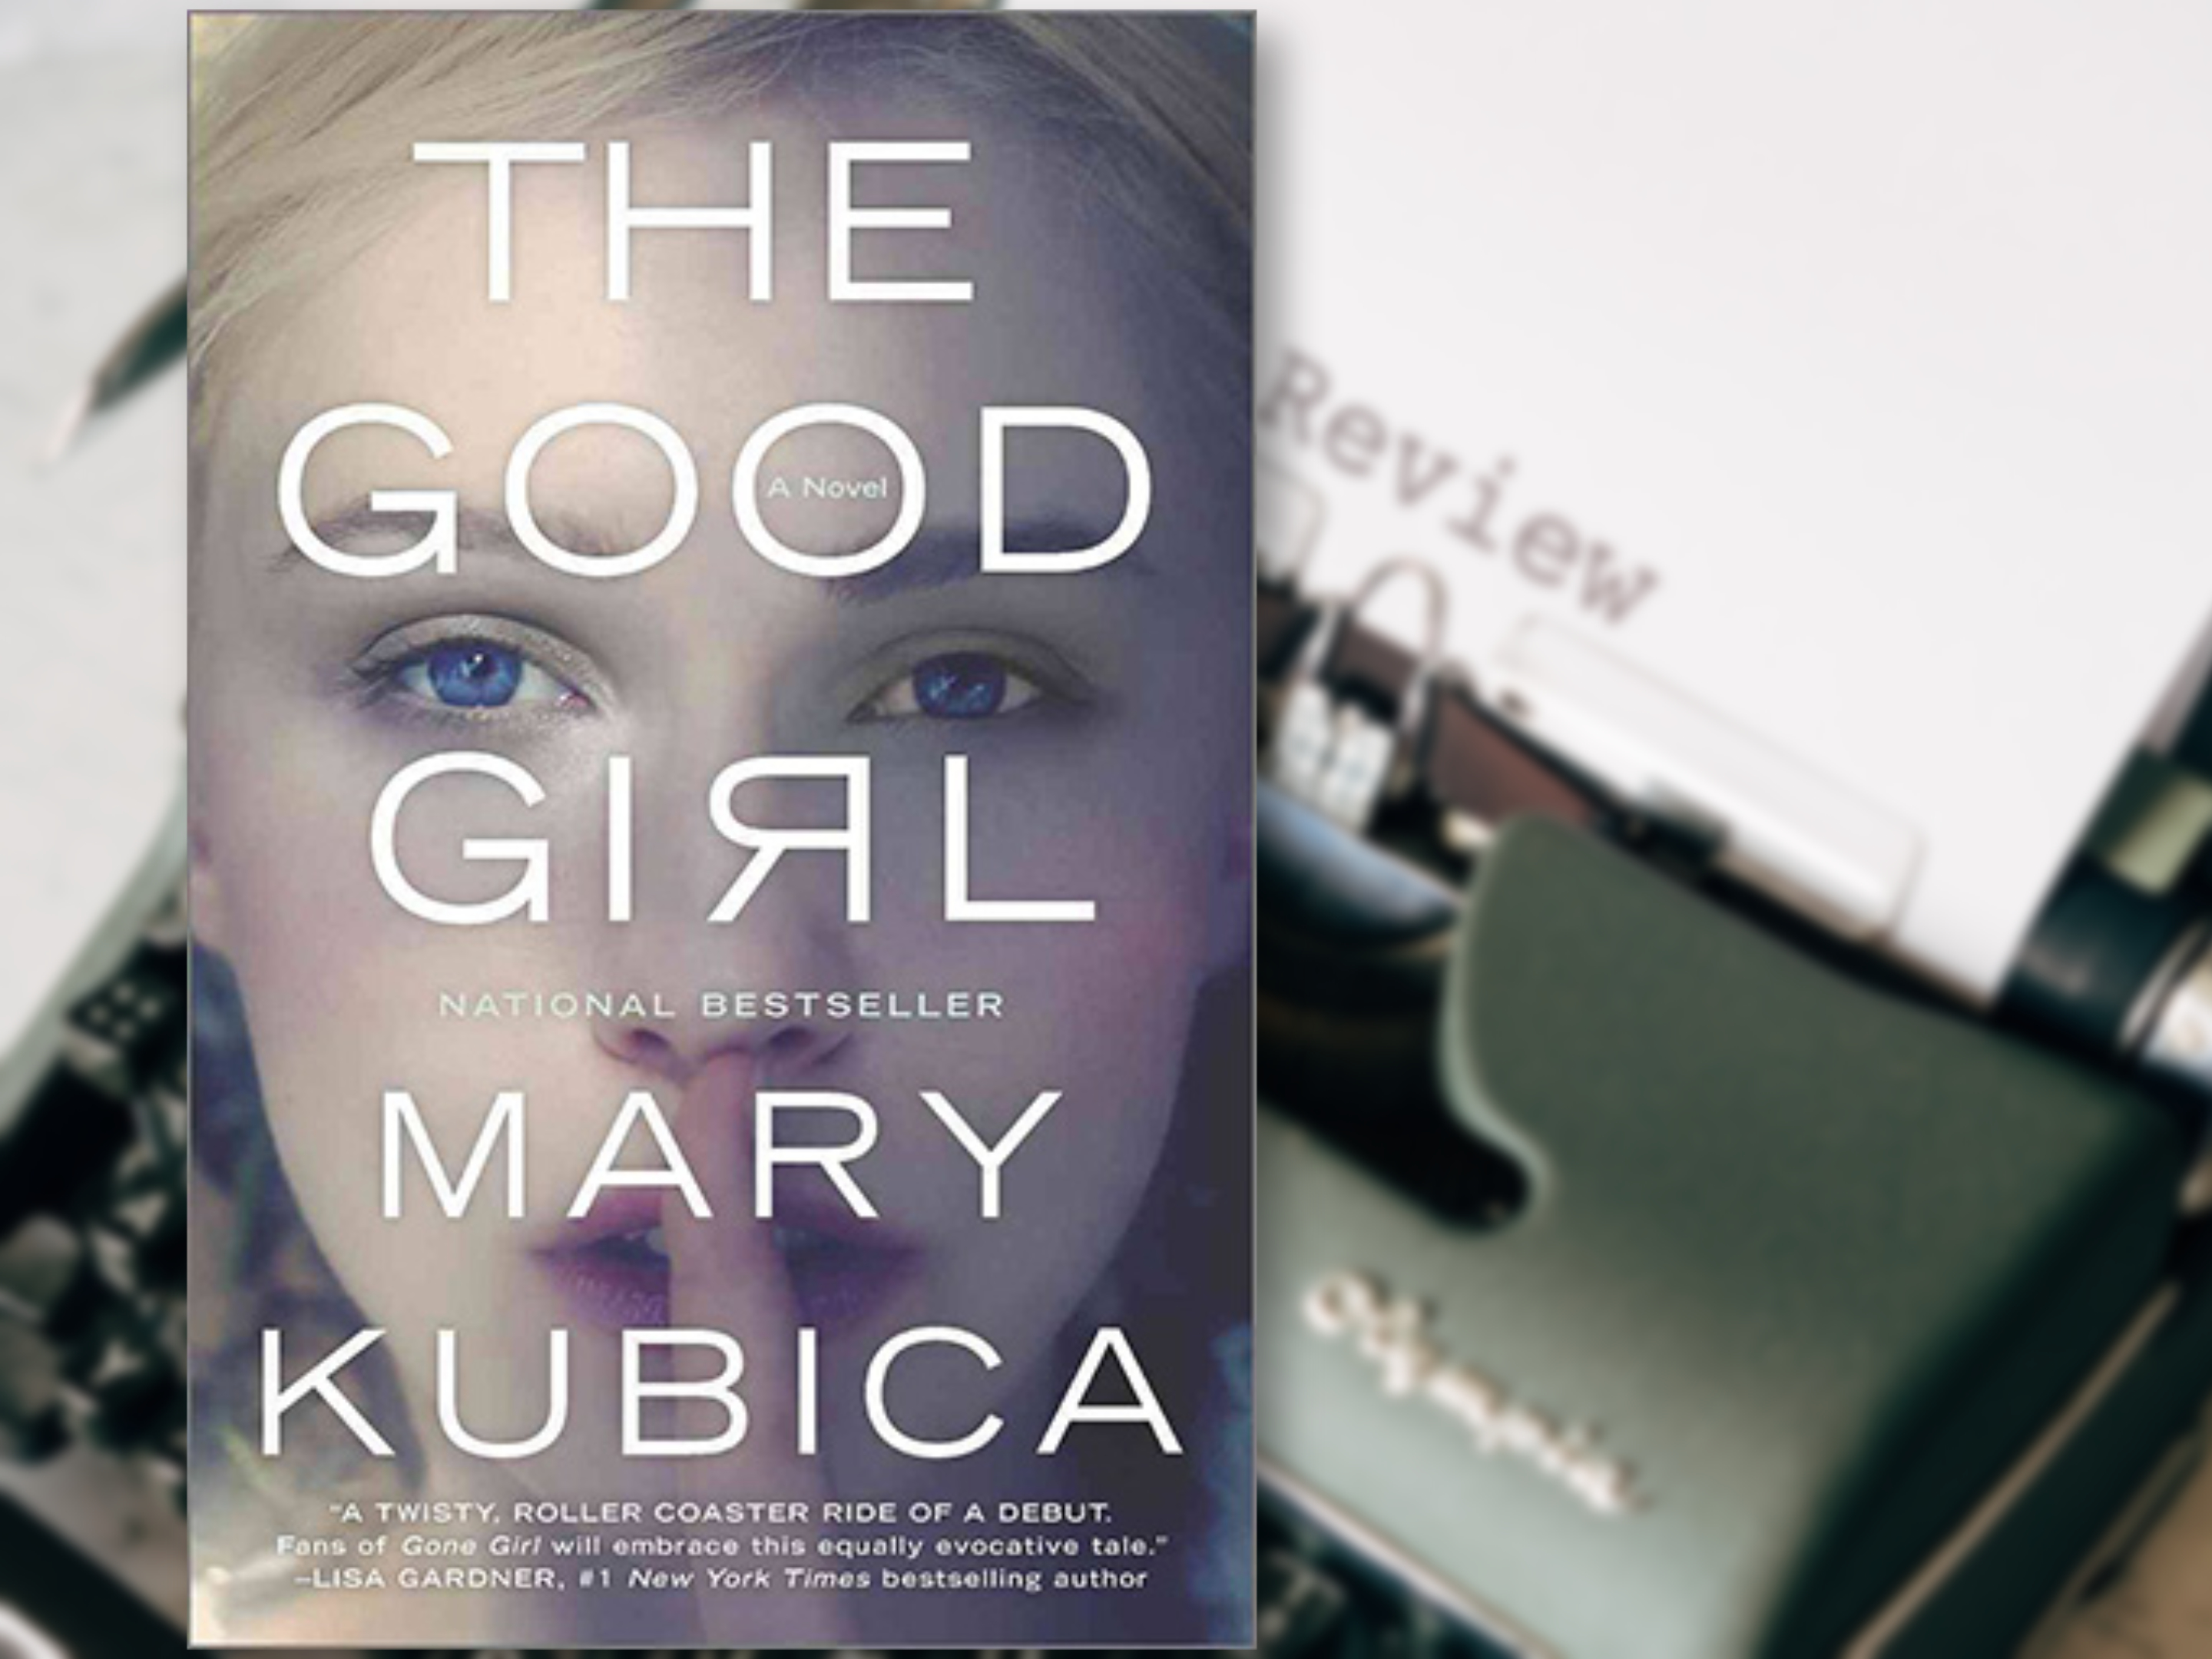 THE
GOOD
A Novel
GIЯL
NATIONAL BESTSELLER
MARY
KUBICA
"A TWISTY, ROLLER COASTER RIDE OF A DEBUT.
Fans of Gone Girl will embrace this equally evocative tale."
–LISA GARDNER, #1 New York Times bestselling author
Review
Olympia